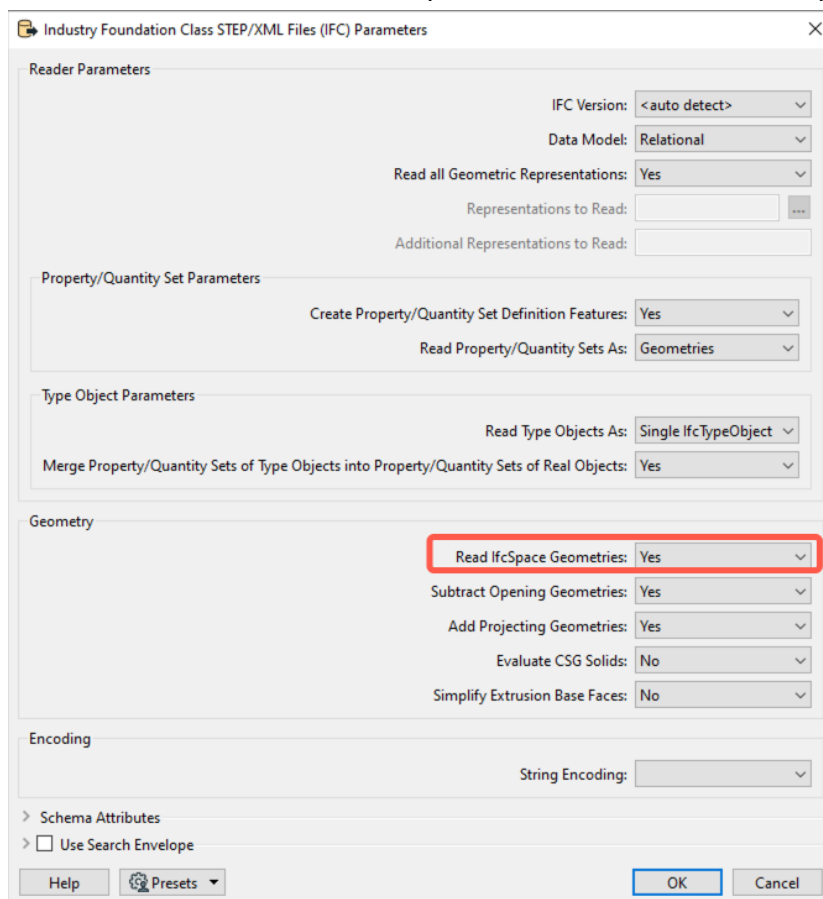 Industry Foundation Class STEP/XML Files (IFC) Parameters
Reader Parameters
IFC Version: <auto detect>
Data Model: Relational
Read all Geometric Representations: Yes
Representations to Read: ...
Additional Representations to Read:
Property/Quantity Set Parameters
Create Property/Quantity Set Definition Features: Yes
Read Property/Quantity Sets As: Geometries
Type Object Parameters
Read Type Objects As: Single IfcTypeObject
Merge Property/Quantity Sets of Type Objects into Property/Quantity Sets of Real Objects: Yes
Geometry
Read IfcSpace Geometries: Yes
Subtract Opening Geometries: Yes
Add Projecting Geometries: Yes
Evaluate CSG Solids: No
Simplify Extrusion Base Faces: No
Encoding
String Encoding:
Schema Attributes
Use Search Envelope
Help Presets OK Cancel